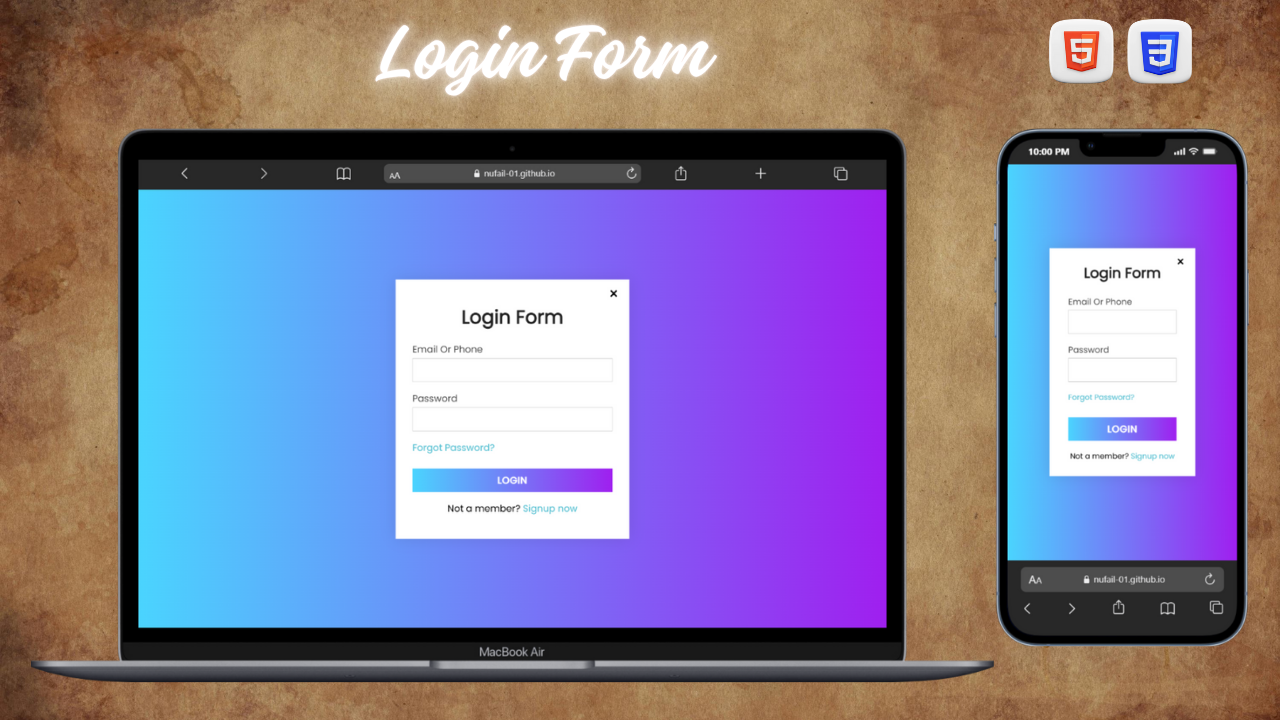 Login Form
5
3
AA
nufail-01.github.io
Login Form
Email Or Phone
Password
Forgot Password?
LOGIN
Not a member? Signup now
MacBook Air
10:00 PM
Login Form
Email Or Phone
Password
Forgot Password?
LOGIN
Not a member? Signup now
AA
nufail-01.github.io